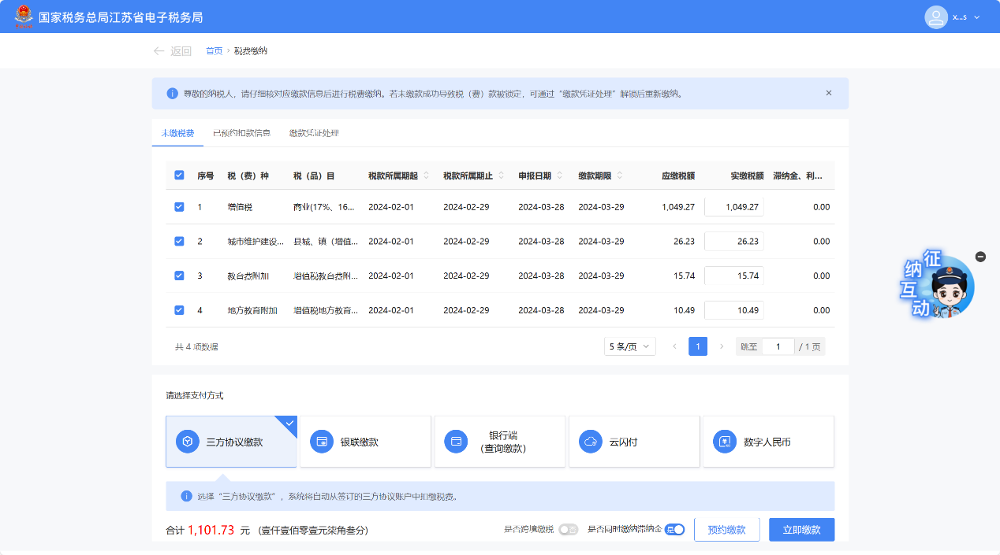 国家税务总局江苏省电子税务局
x...s
返回 首页 > 税费缴纳
尊敬的纳税人，请仔细核对应缴款信息后进行税费缴纳。若未缴款成功导致税（费）款被锁定，可通过“缴款凭证处理”解锁后重新缴纳。
未缴税费 已预约扣款信息 缴款凭证处理
序号 税（费）种 税（品）目 税款所属期起 税款所属期止 申报日期 缴款期限 应缴税额 实缴税额 滞纳金、利...
1 增值税 商业(17%、16... 2024-02-01 2024-02-29 2024-03-28 2024-03-29 1,049.27 1,049.27 0.00
2 城市维护建设... 县城、镇（增值... 2024-02-01 2024-02-29 2024-03-28 2024-03-29 26.23 26.23 0.00
3 教育费附加 增值税教育费附... 2024-02-01 2024-02-29 2024-03-28 2024-03-29 15.74 15.74 0.00
4 地方教育附加 增值税地方教育... 2024-02-01 2024-02-29 2024-03-28 2024-03-29 10.49 10.49 0.00
共 4 项数据
5 条/页 < 1 > 跳至 1 / 1 页
征纳互动
请选择支付方式
三方协议缴款
银联缴款
银行端
（查询缴款）
云闪付
数字人民币
选择“三方协议缴款”，系统将自动从签订的三方协议账户中扣缴税费。
合计 1,101.73 元 （壹仟壹佰零壹元柒角叁分）
是否跨境缴税 否 是否同时缴纳滞纳金 是 预约缴款 立即缴款